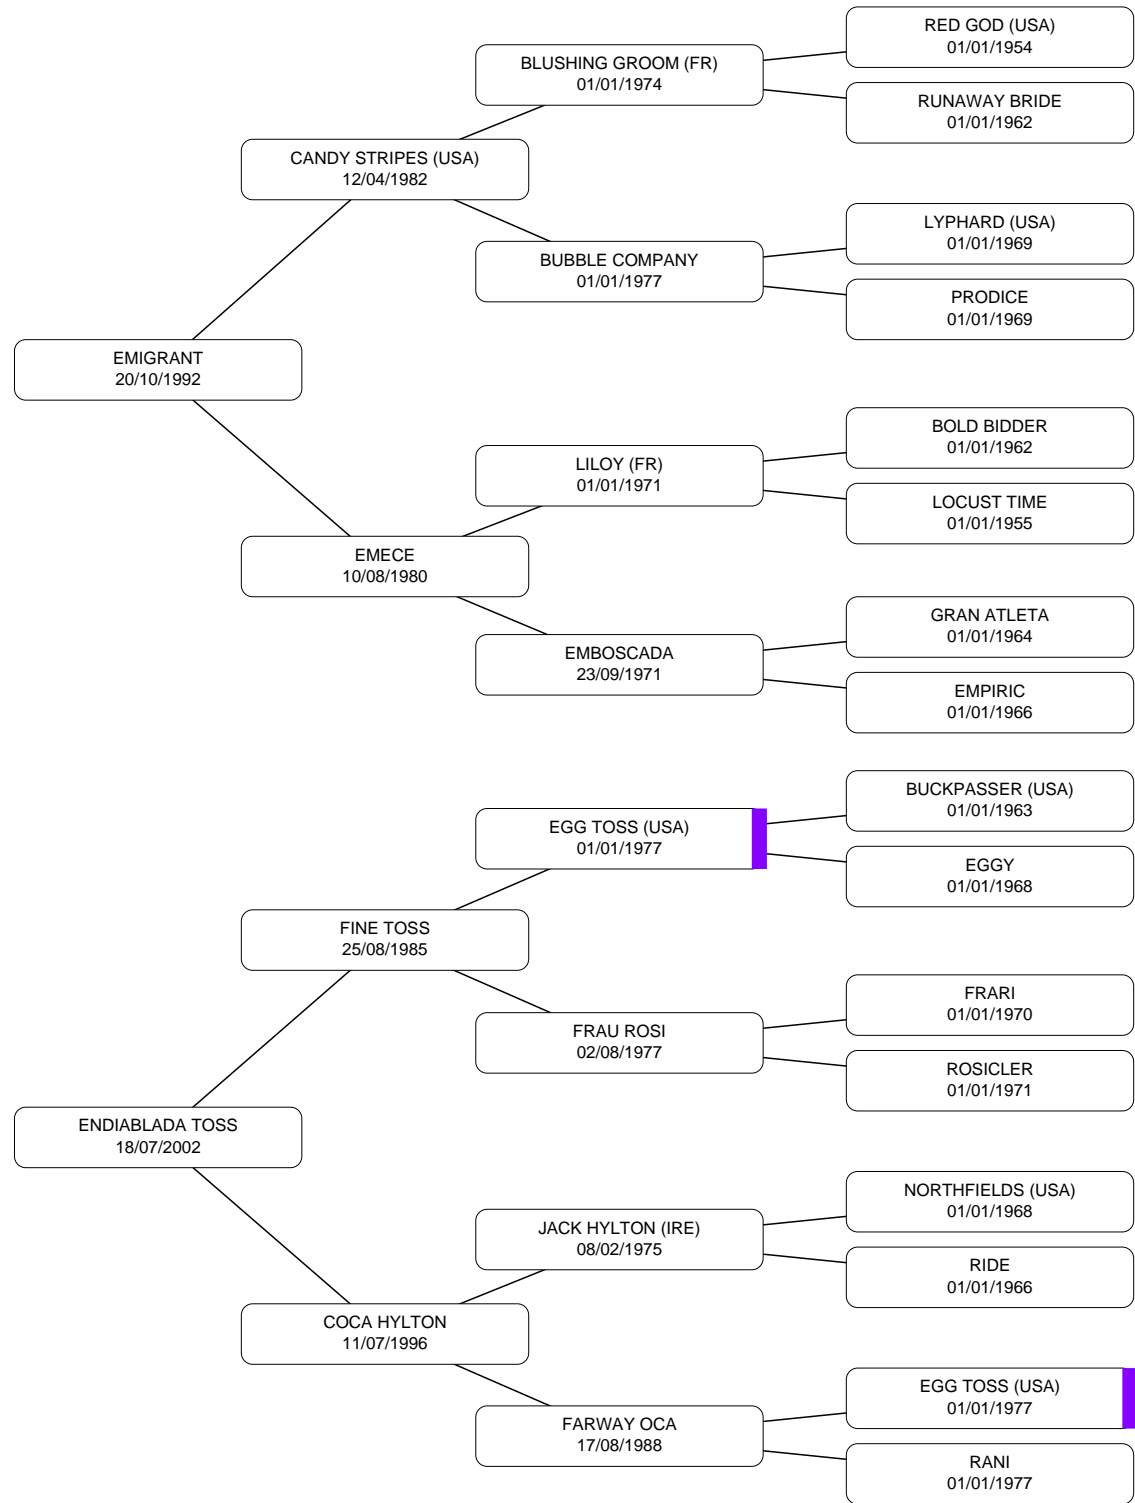 RED GOD (USA)
01/01/1954
BLUSHING GROOM (FR)
01/01/1974
RUNAWAY BRIDE
01/01/1962
CANDY STRIPES (USA)
12/04/1982
LYPHARD (USA)
01/01/1969
BUBBLE COMPANY
01/01/1977
PRODICE
01/01/1969
EMIGRANT
20/10/1992
BOLD BIDDER
01/01/1962
LILOY (FR)
01/01/1971
LOCUST TIME
01/01/1955
EMECE
10/08/1980
GRAN ATLETA
01/01/1964
EMBOSCADA
23/09/1971
EMPIRIC
01/01/1966
BUCKPASSER (USA)
01/01/1963
EGG TOSS (USA)
01/01/1977
EGGY
01/01/1968
FINE TOSS
25/08/1985
FRARI
01/01/1970
FRAU ROSI
02/08/1977
ROSICLER
01/01/1971
ENDIABLADA TOSS
18/07/2002
NORTHFIELDS (USA)
01/01/1968
JACK HYLTON (IRE)
08/02/1975
RIDE
01/01/1966
COCA HYLTON
11/07/1996
EGG TOSS (USA)
01/01/1977
FARWAY OCA
17/08/1988
RANI
01/01/1977